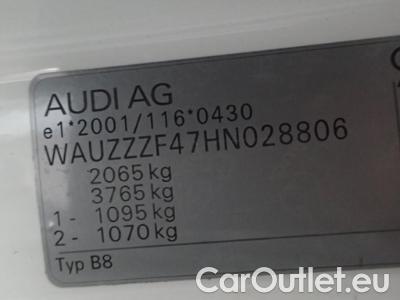 AUDI AG
e1*2001/116*0430
WAUZZZF47HN028806
2065 kg
3765 kg
1- 1095 kg
2- 1070 kg
Typ B8
CarOutlet.eu